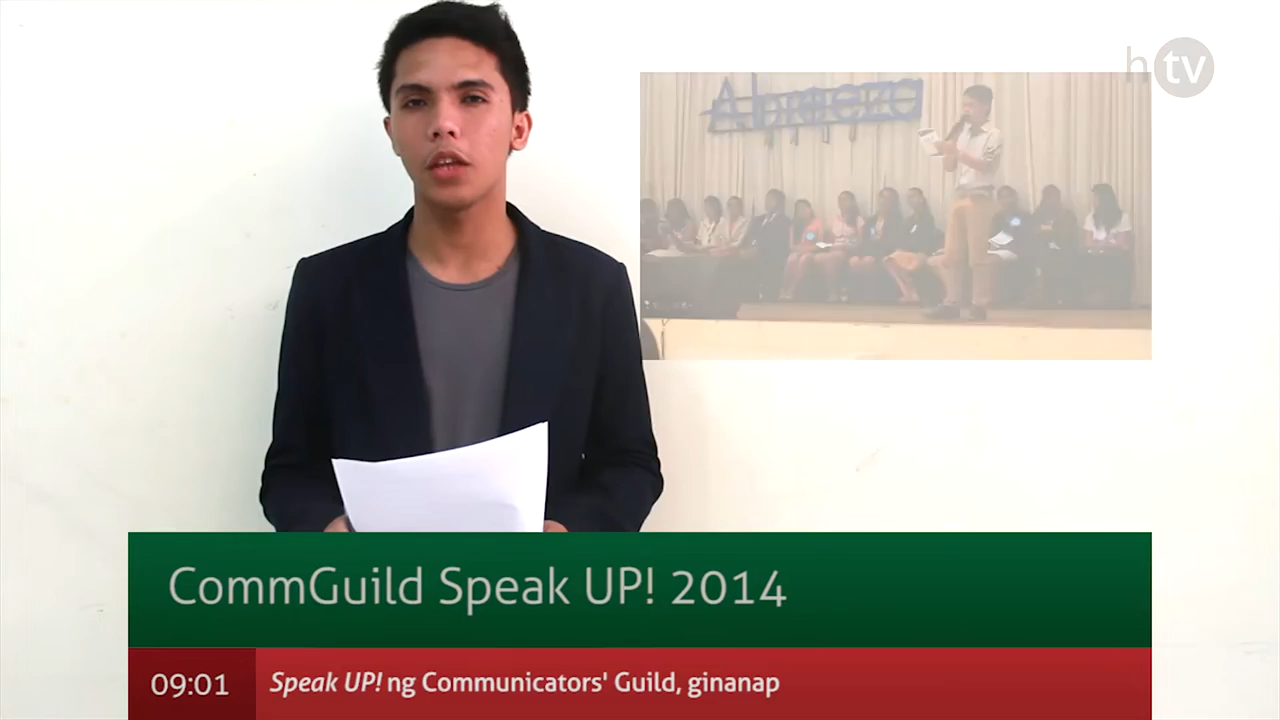 htv
CommGuild Speak UP! 2014
09:01
Speak UP! ng Communicators' Guild, ginanap